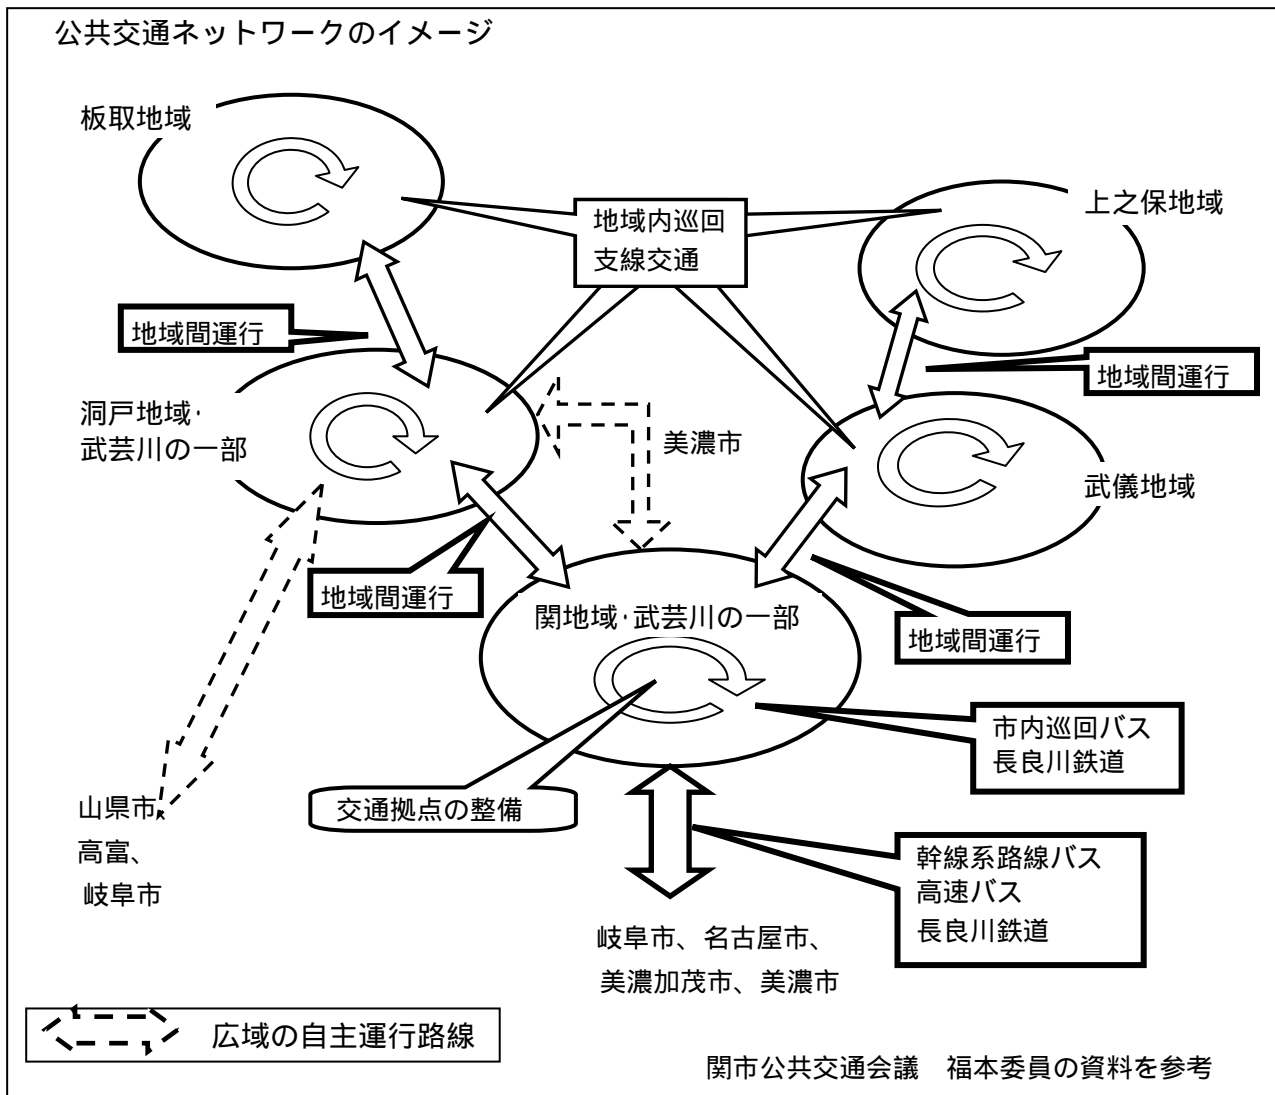 公共交通ネットワークのイメージ
板取地域
上之保地域
地域内巡回
支線交通
地域間運行
地域間運行
洞戸地域・
武芸川の一部
美濃市
武儀地域
地域間運行
関地域・武芸川の一部
地域間運行
市内巡回バス
長良川鉄道
交通拠点の整備
山県市、
高富、
岐阜市
幹線系路線バス
高速バス
長良川鉄道
岐阜市、名古屋市、
美濃加茂市、美濃市
広域の自主運行路線
関市公共交通会議　福本委員の資料を参考